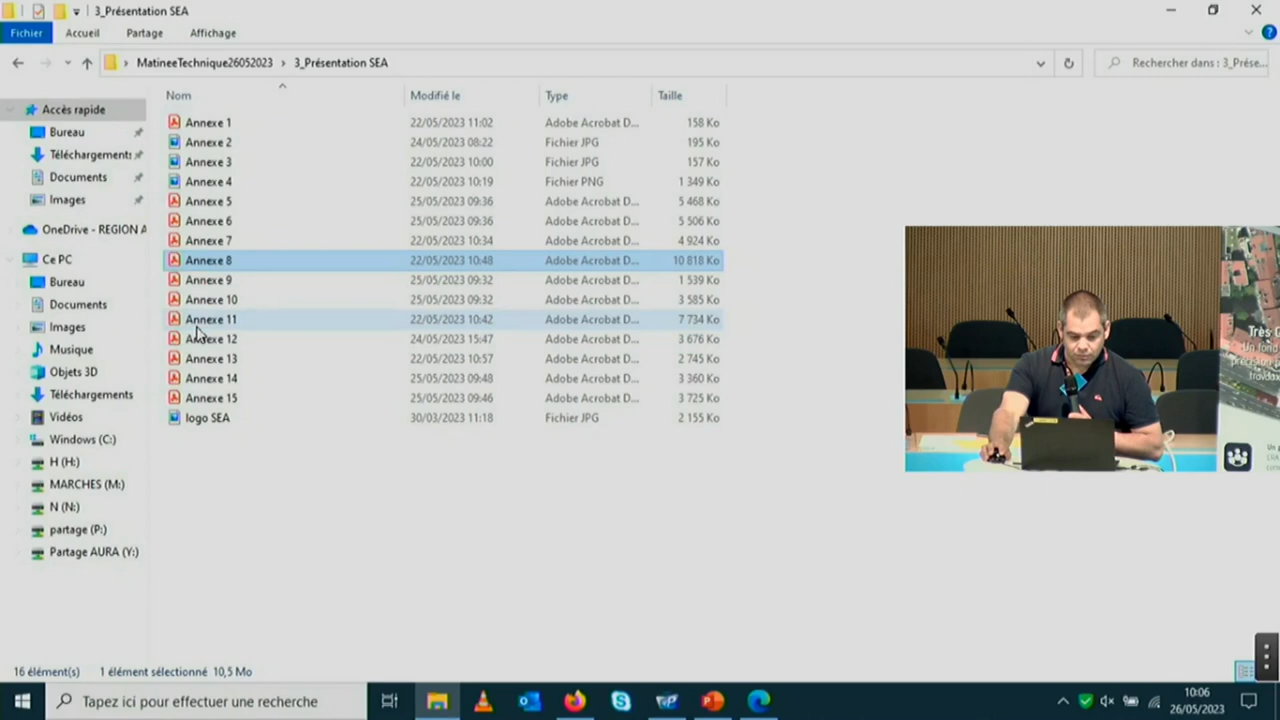 3_Présentation SEA
Fichier Accueil Partage Affichage
MatineeTechnique26052023 3_Présentation SEA Rechercher dans : 3_Prése...
Nom Modifié le Type Taille
Accès rapide
Bureau
Téléchargements
Documents
Images
OneDrive - REGION A
Ce PC
Bureau
Documents
Images
Musique
Objets 3D
Téléchargements
Vidéos
Windows (C:)
H (H:)
MARCHES (M:)
N (N:)
partage (P:)
Partage AURA (Y:)
Annexe 1 22/05/2023 11:02 Adobe Acrobat D... 158 Ko
Annexe 2 24/05/2023 08:22 Fichier JPG 195 Ko
Annexe 3 22/05/2023 10:00 Fichier JPG 157 Ko
Annexe 4 22/05/2023 10:19 Fichier PNG 1 349 Ko
Annexe 5 25/05/2023 09:36 Adobe Acrobat D... 5 468 Ko
Annexe 6 25/05/2023 09:36 Adobe Acrobat D... 5 506 Ko
Annexe 7 22/05/2023 10:34 Adobe Acrobat D... 4 924 Ko
Annexe 8 22/05/2023 10:48 Adobe Acrobat D... 10 818 Ko
Annexe 9 25/05/2023 09:32 Adobe Acrobat D... 1 539 Ko
Annexe 10 25/05/2023 09:32 Adobe Acrobat D... 3 585 Ko
Annexe 11 22/05/2023 10:42 Adobe Acrobat D... 7 734 Ko
Annexe 12 24/05/2023 15:47 Adobe Acrobat D... 3 676 Ko
Annexe 13 22/05/2023 10:57 Adobe Acrobat D... 2 745 Ko
Annexe 14 25/05/2023 09:48 Adobe Acrobat D... 3 360 Ko
Annexe 15 25/05/2023 09:46 Adobe Acrobat D... 3 725 Ko
logo SEA 30/03/2023 11:18 Fichier JPG 2 155 Ko
Très
Un fond
travaux
Un
16 élément(s) 1 élément sélectionné 10,5 Mo
Tapez ici pour effectuer une recherche
10:06
26/05/2023